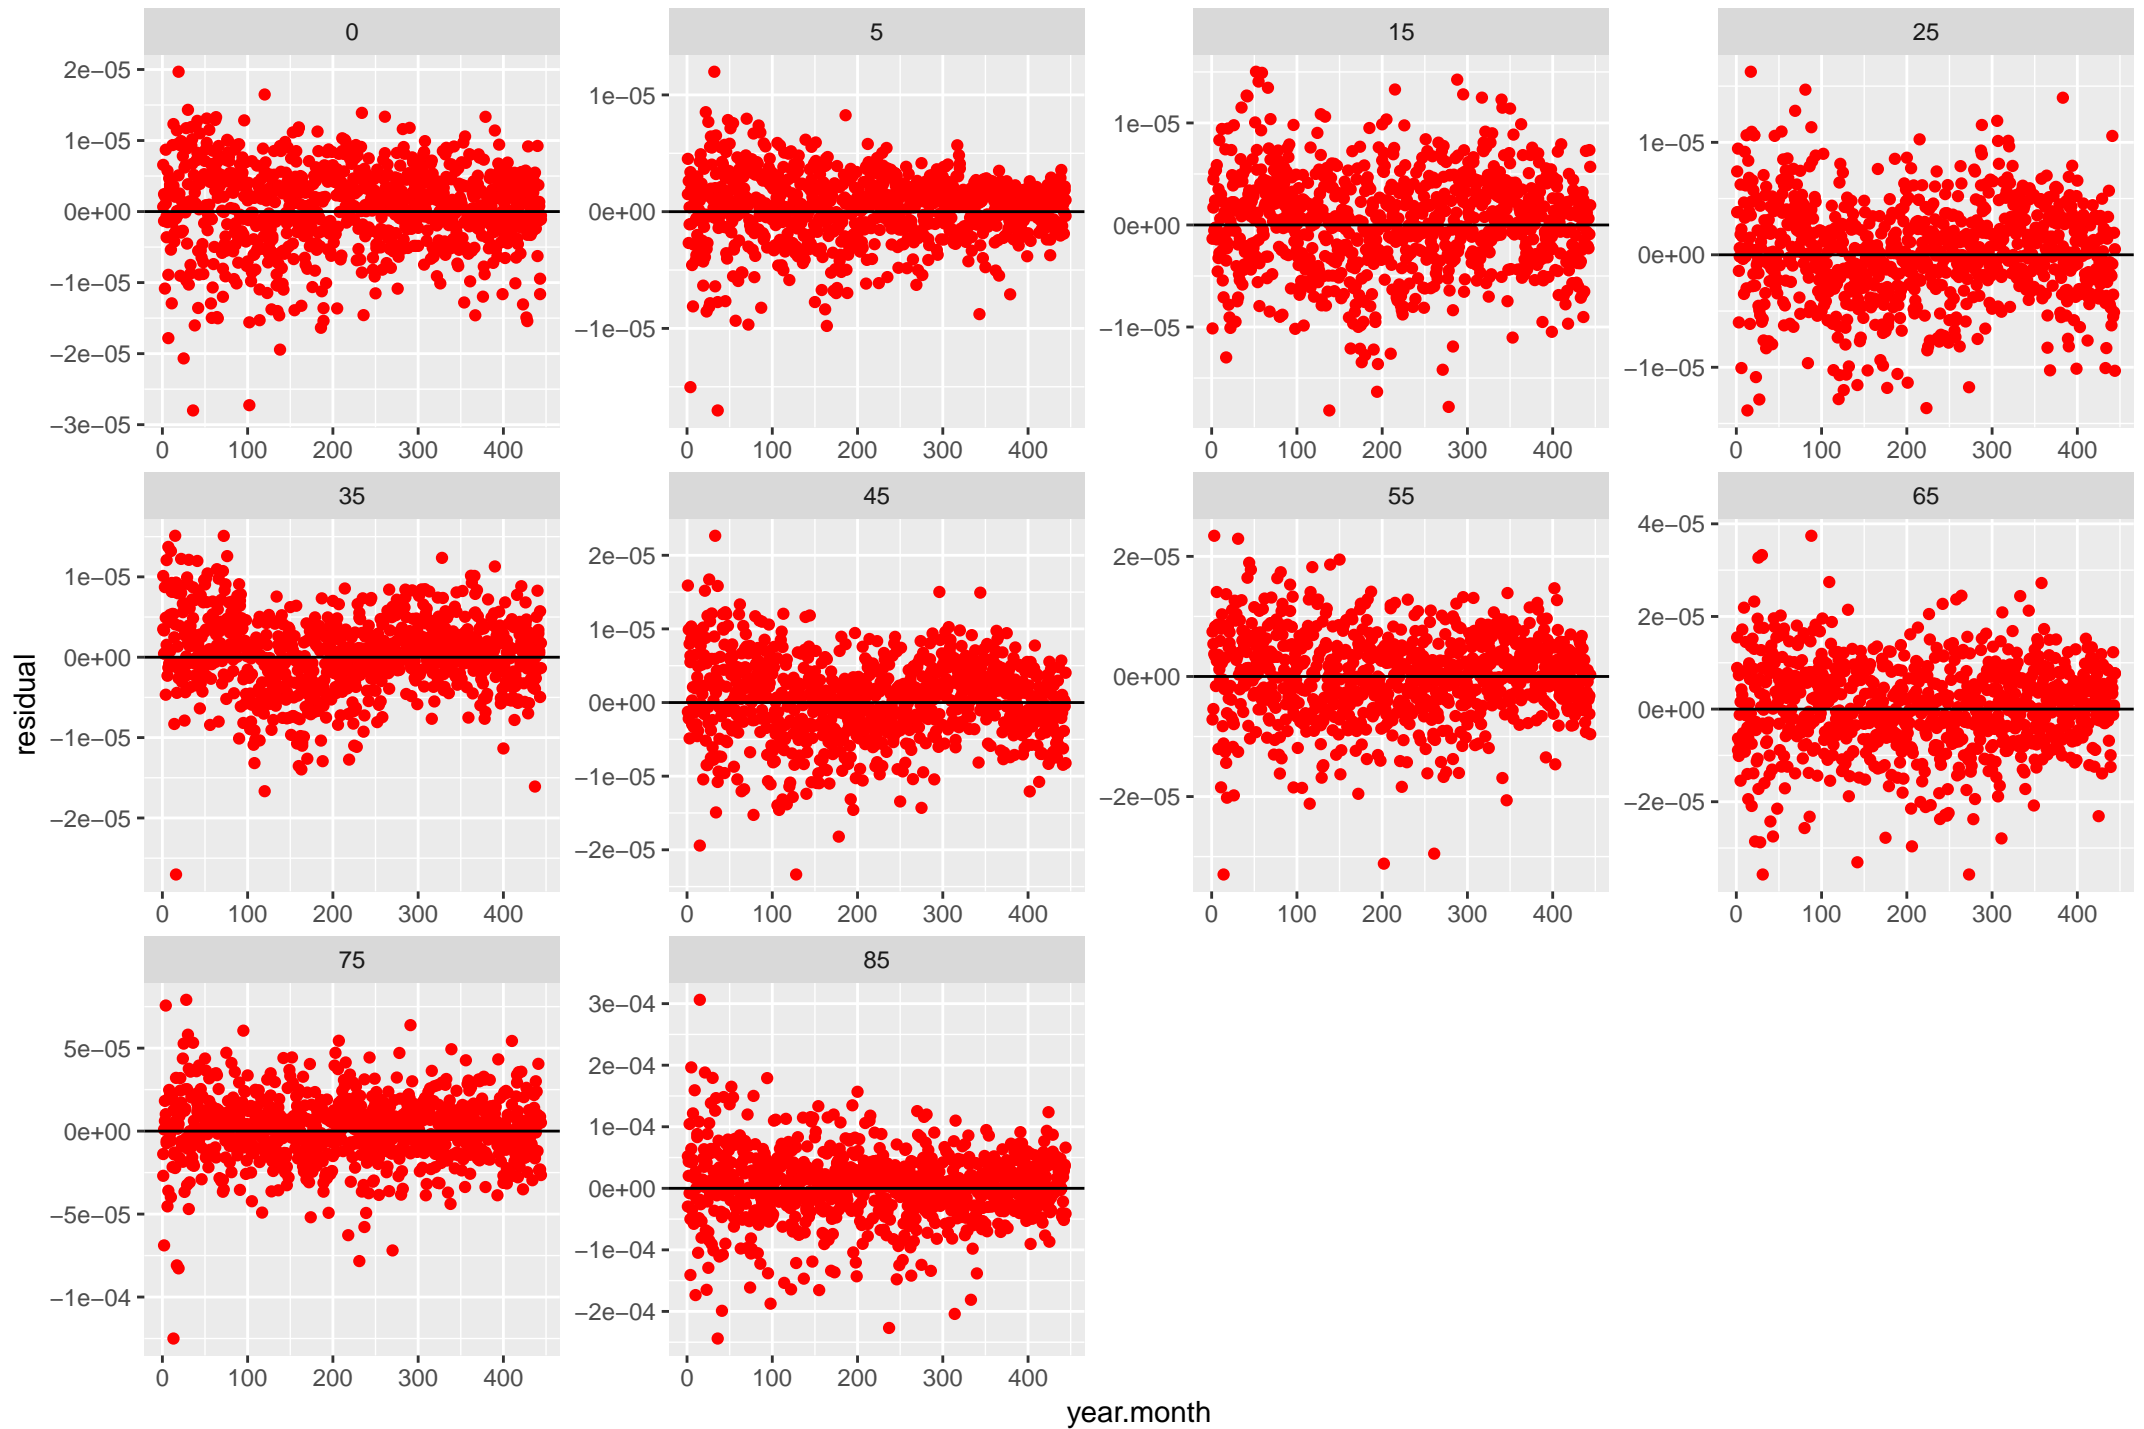 0 5 15 25
2e−05 1e−05 0e+00 −1e−05 −2e−05 −3e−05
1e−05 0e+00 −1e−05
1e−05 0e+00 −1e−05
1e−05 0e+00 −1e−05
0 100 200 300 400 0 100 200 300 400 0 100 200 300 400 0 100 200 300 400
35 45 55 65
1e−05 0e+00 −1e−05 −2e−05
2e−05 1e−05 0e+00 −1e−05 −2e−05
2e−05 0e+00 −2e−05
4e−05 2e−05 0e+00 −2e−05
0 100 200 300 400 0 100 200 300 400 0 100 200 300 400 0 100 200 300 400
75 85
5e−05 0e+00 −5e−05 −1e−04
3e−04 2e−04 1e−04 0e+00 −1e−04 −2e−04
0 100 200 300 400 0 100 200 300 400
residual
year.month